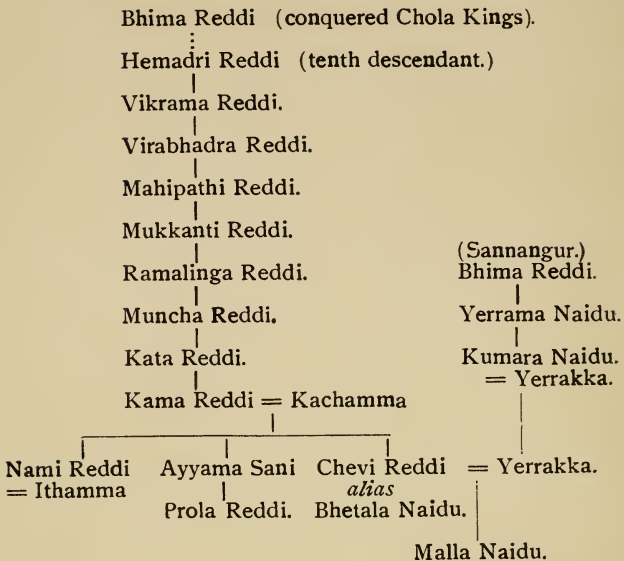 Bhima Reddi (conquered Chola Kings).
Hemadri Reddi (tenth descendant.)
Vikrama Reddi.
Virabhadra Reddi.
Mahipathi Reddi.
Mukkanti Reddi.
(Sannangur.)
Ramalinga Reddi. Bhima Reddi.
Muncha Reddi. Yerrama Naidu.
Kata Reddi. Kumara Naidu.
= Yerrakka.
Kama Reddi = Kachamma
Nami Reddi Ayyama Sani Chevi Reddi = Yerrakka.
= Ithamma alias
Prola Reddi. Bhetala Naidu.
Malla Naidu.